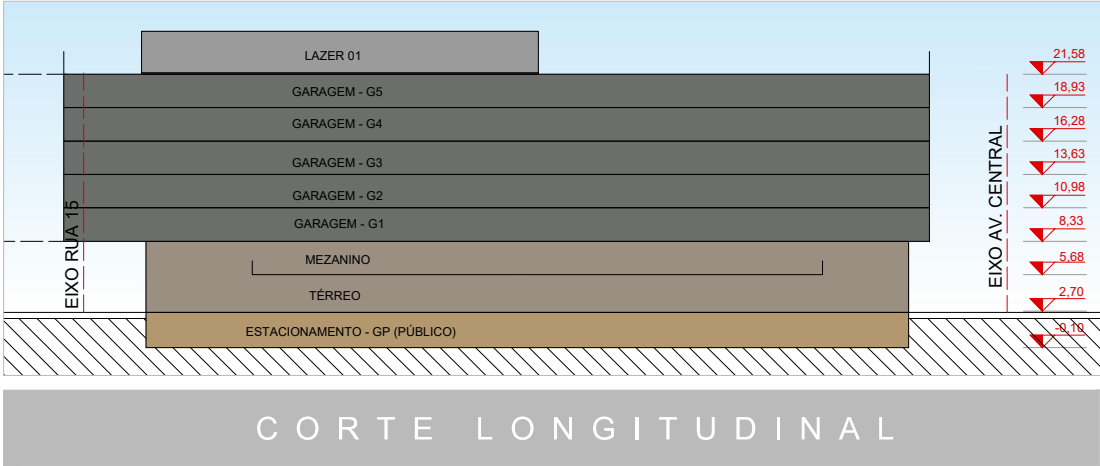 LAZER 01
21,58
GARAGEM - G5
18,93
GARAGEM - G4
16,28
GARAGEM - G3
13,63
GARAGEM - G2
10,98
GARAGEM - G1
8,33
EIXO RUA 15
EIXO AV. CENTRAL
MEZANINO
5,68
TÉRREO
2,70
ESTACIONAMENTO - GP (PÚBLICO)
-0,10
CORTE LONGITUDINAL